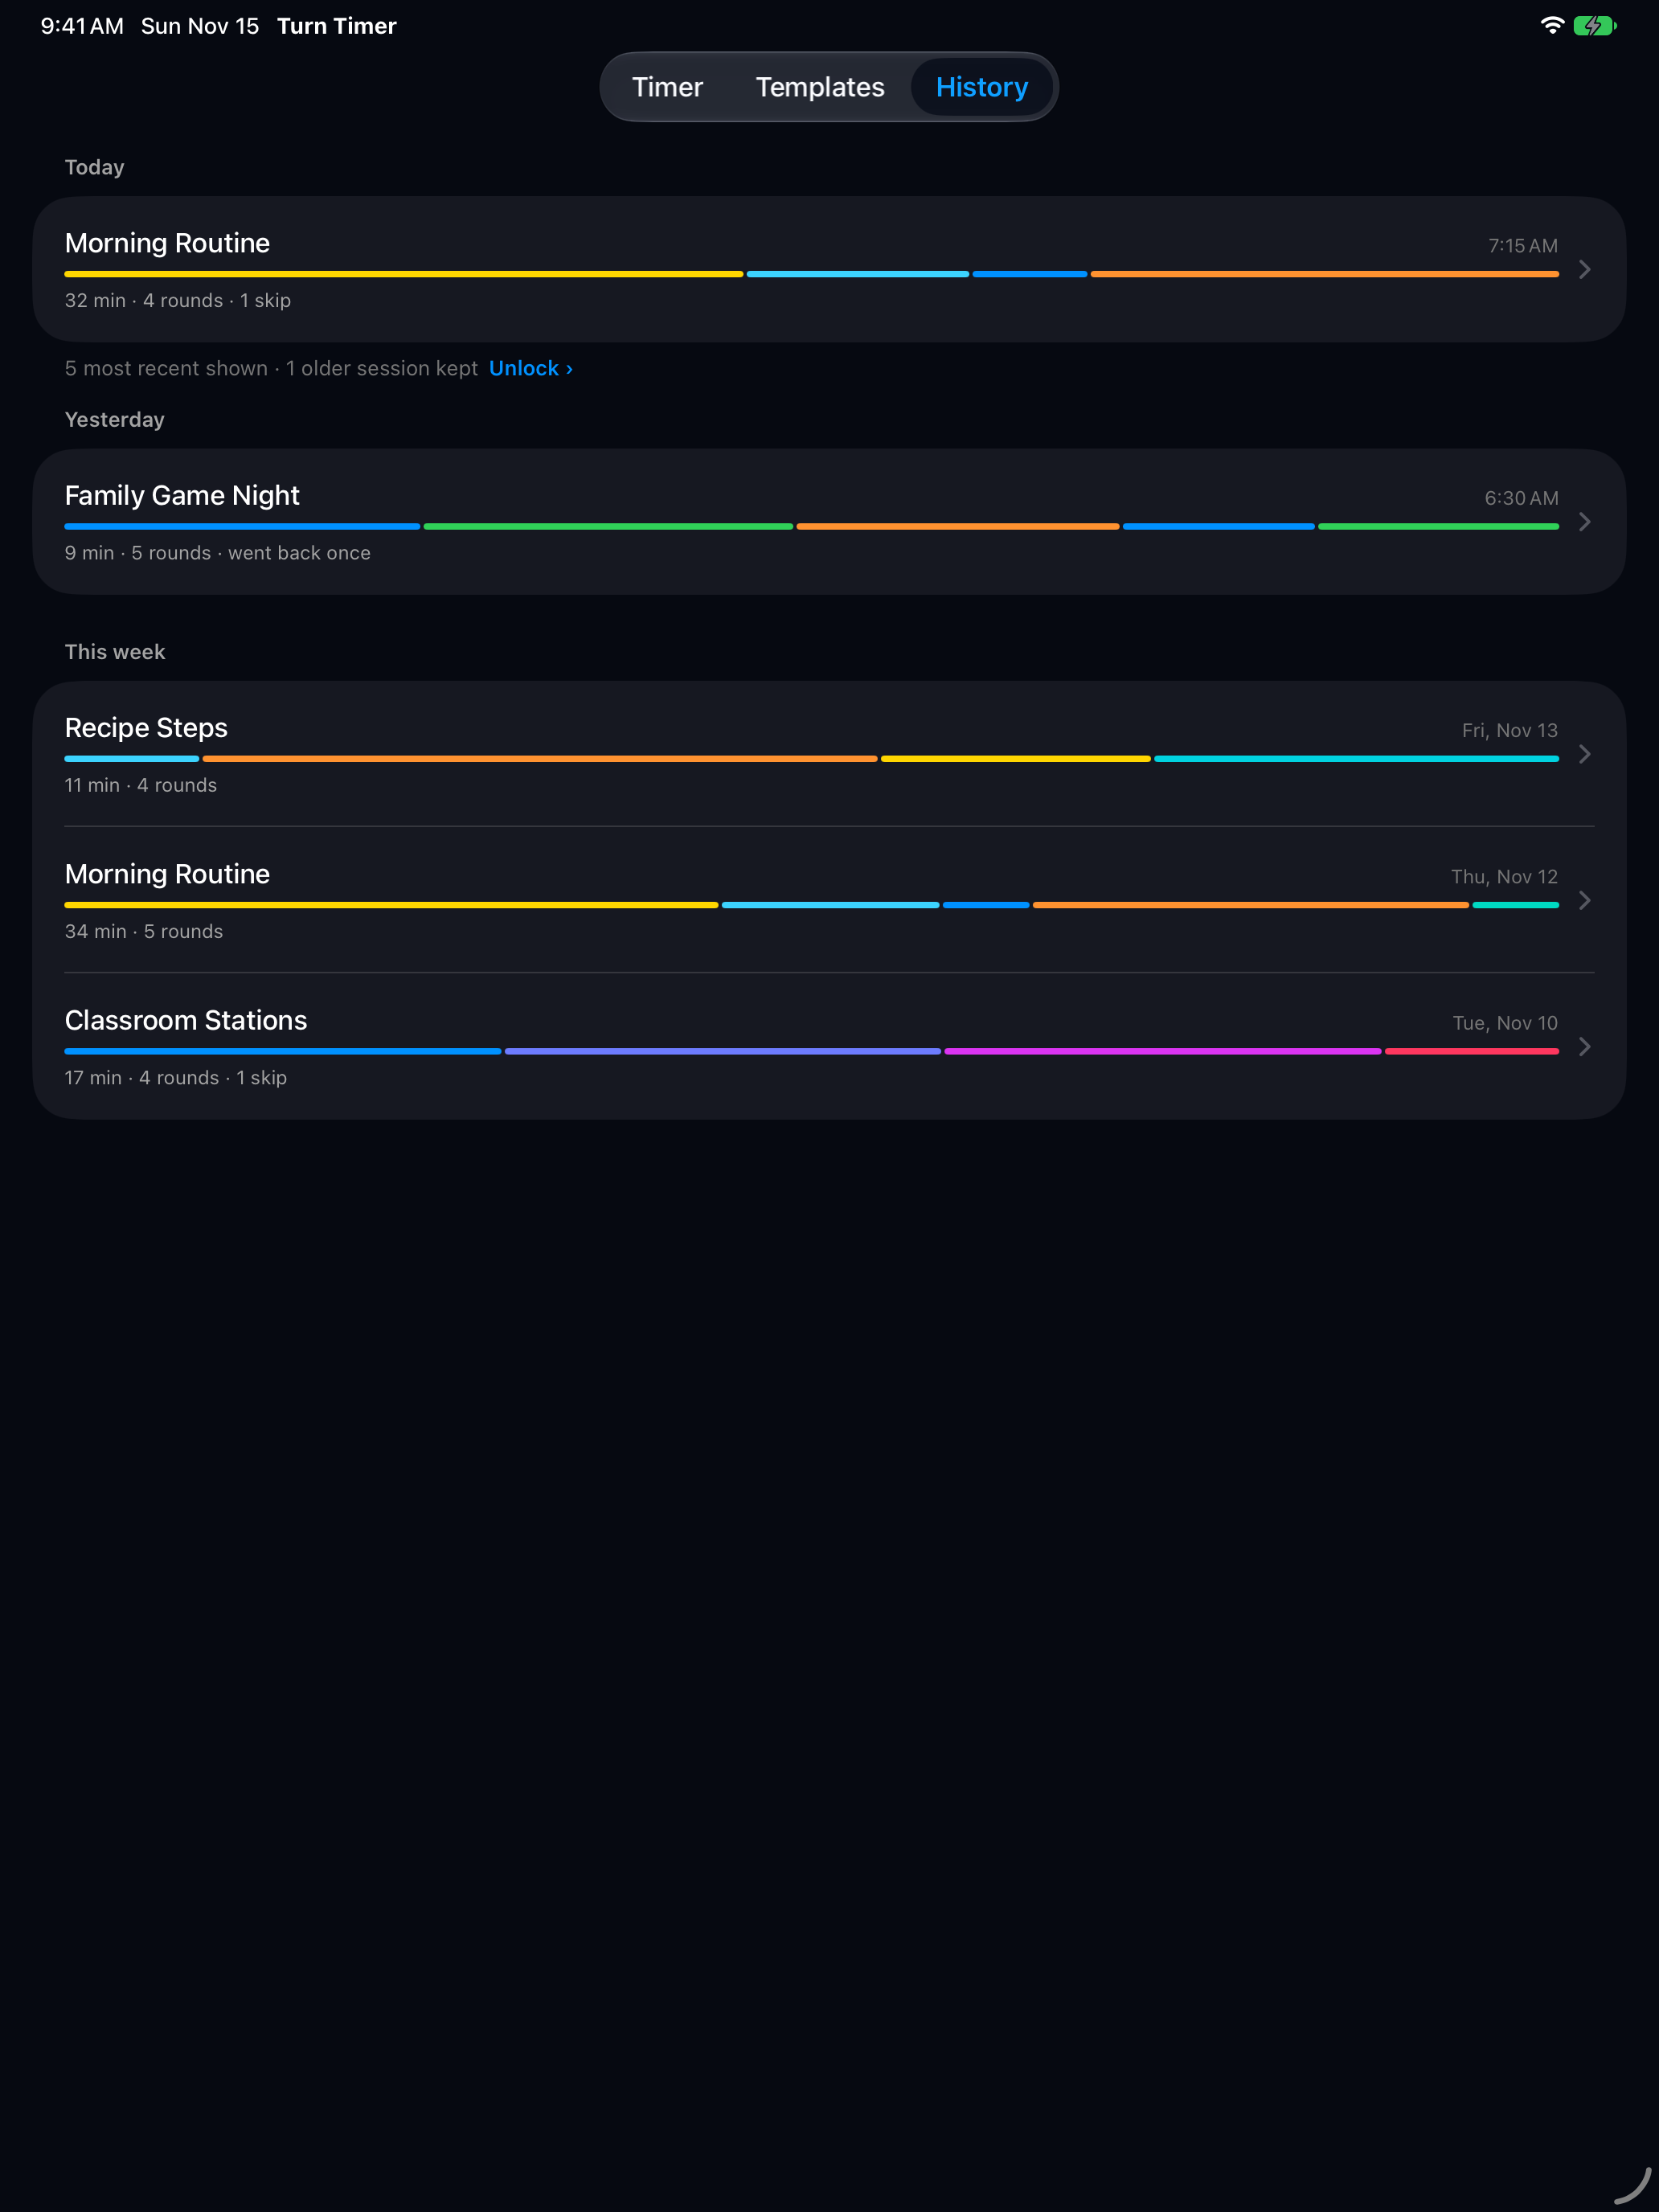 9:41 AM Sun Nov 15 Turn Timer
Timer Templates History
Today
Morning Routine 7:15 AM
32 min · 4 rounds · 1 skip
5 most recent shown · 1 older session kept Unlock ›
Yesterday
Family Game Night 6:30 AM
9 min · 5 rounds · went back once
This week
Recipe Steps Fri, Nov 13
11 min · 4 rounds
Morning Routine Thu, Nov 12
34 min · 5 rounds
Classroom Stations Tue, Nov 10
17 min · 4 rounds · 1 skip